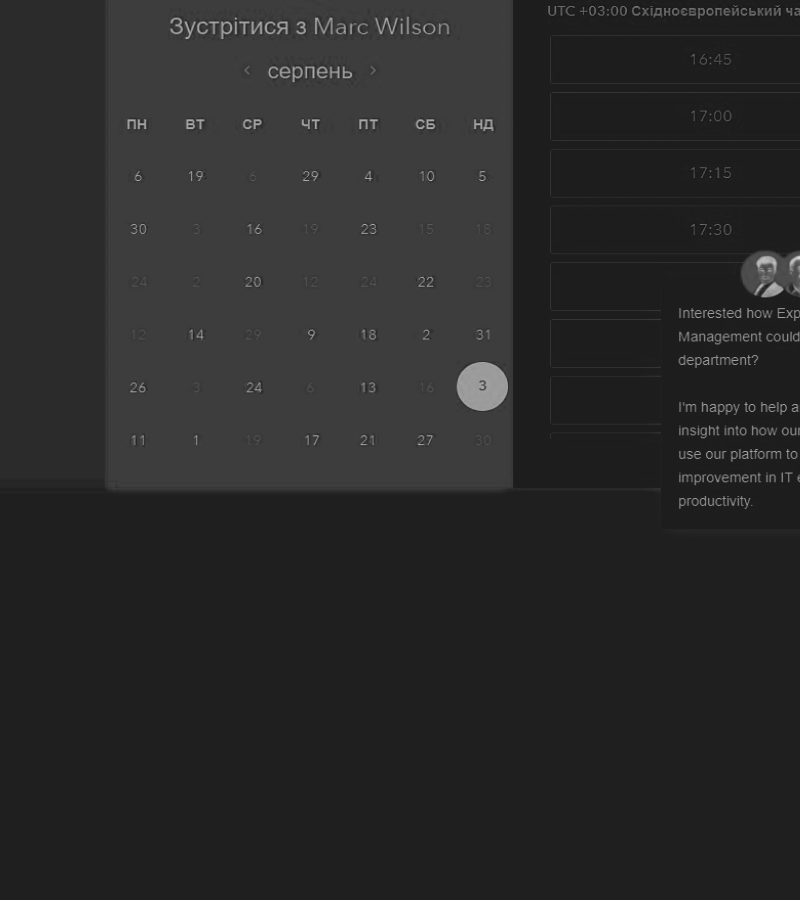 Зустрітися з Marc Wilson
‹ серпень ›
ПН ВТ СР ЧТ ПТ СБ НД
6 19 6 29 4 10 5
30 3 16 19 23 15 18
24 2 20 12 24 22 23
12 14 29 9 18 2 31
26 3 24 6 13 16 3
11 1 19 17 21 27 30
UTC +03:00 Східноєвропейський ча
16:45
17:00
17:15
17:30
Interested how Exp
Management could
department?
I'm happy to help a
insight into how our
use our platform to
improvement in IT e
productivity.